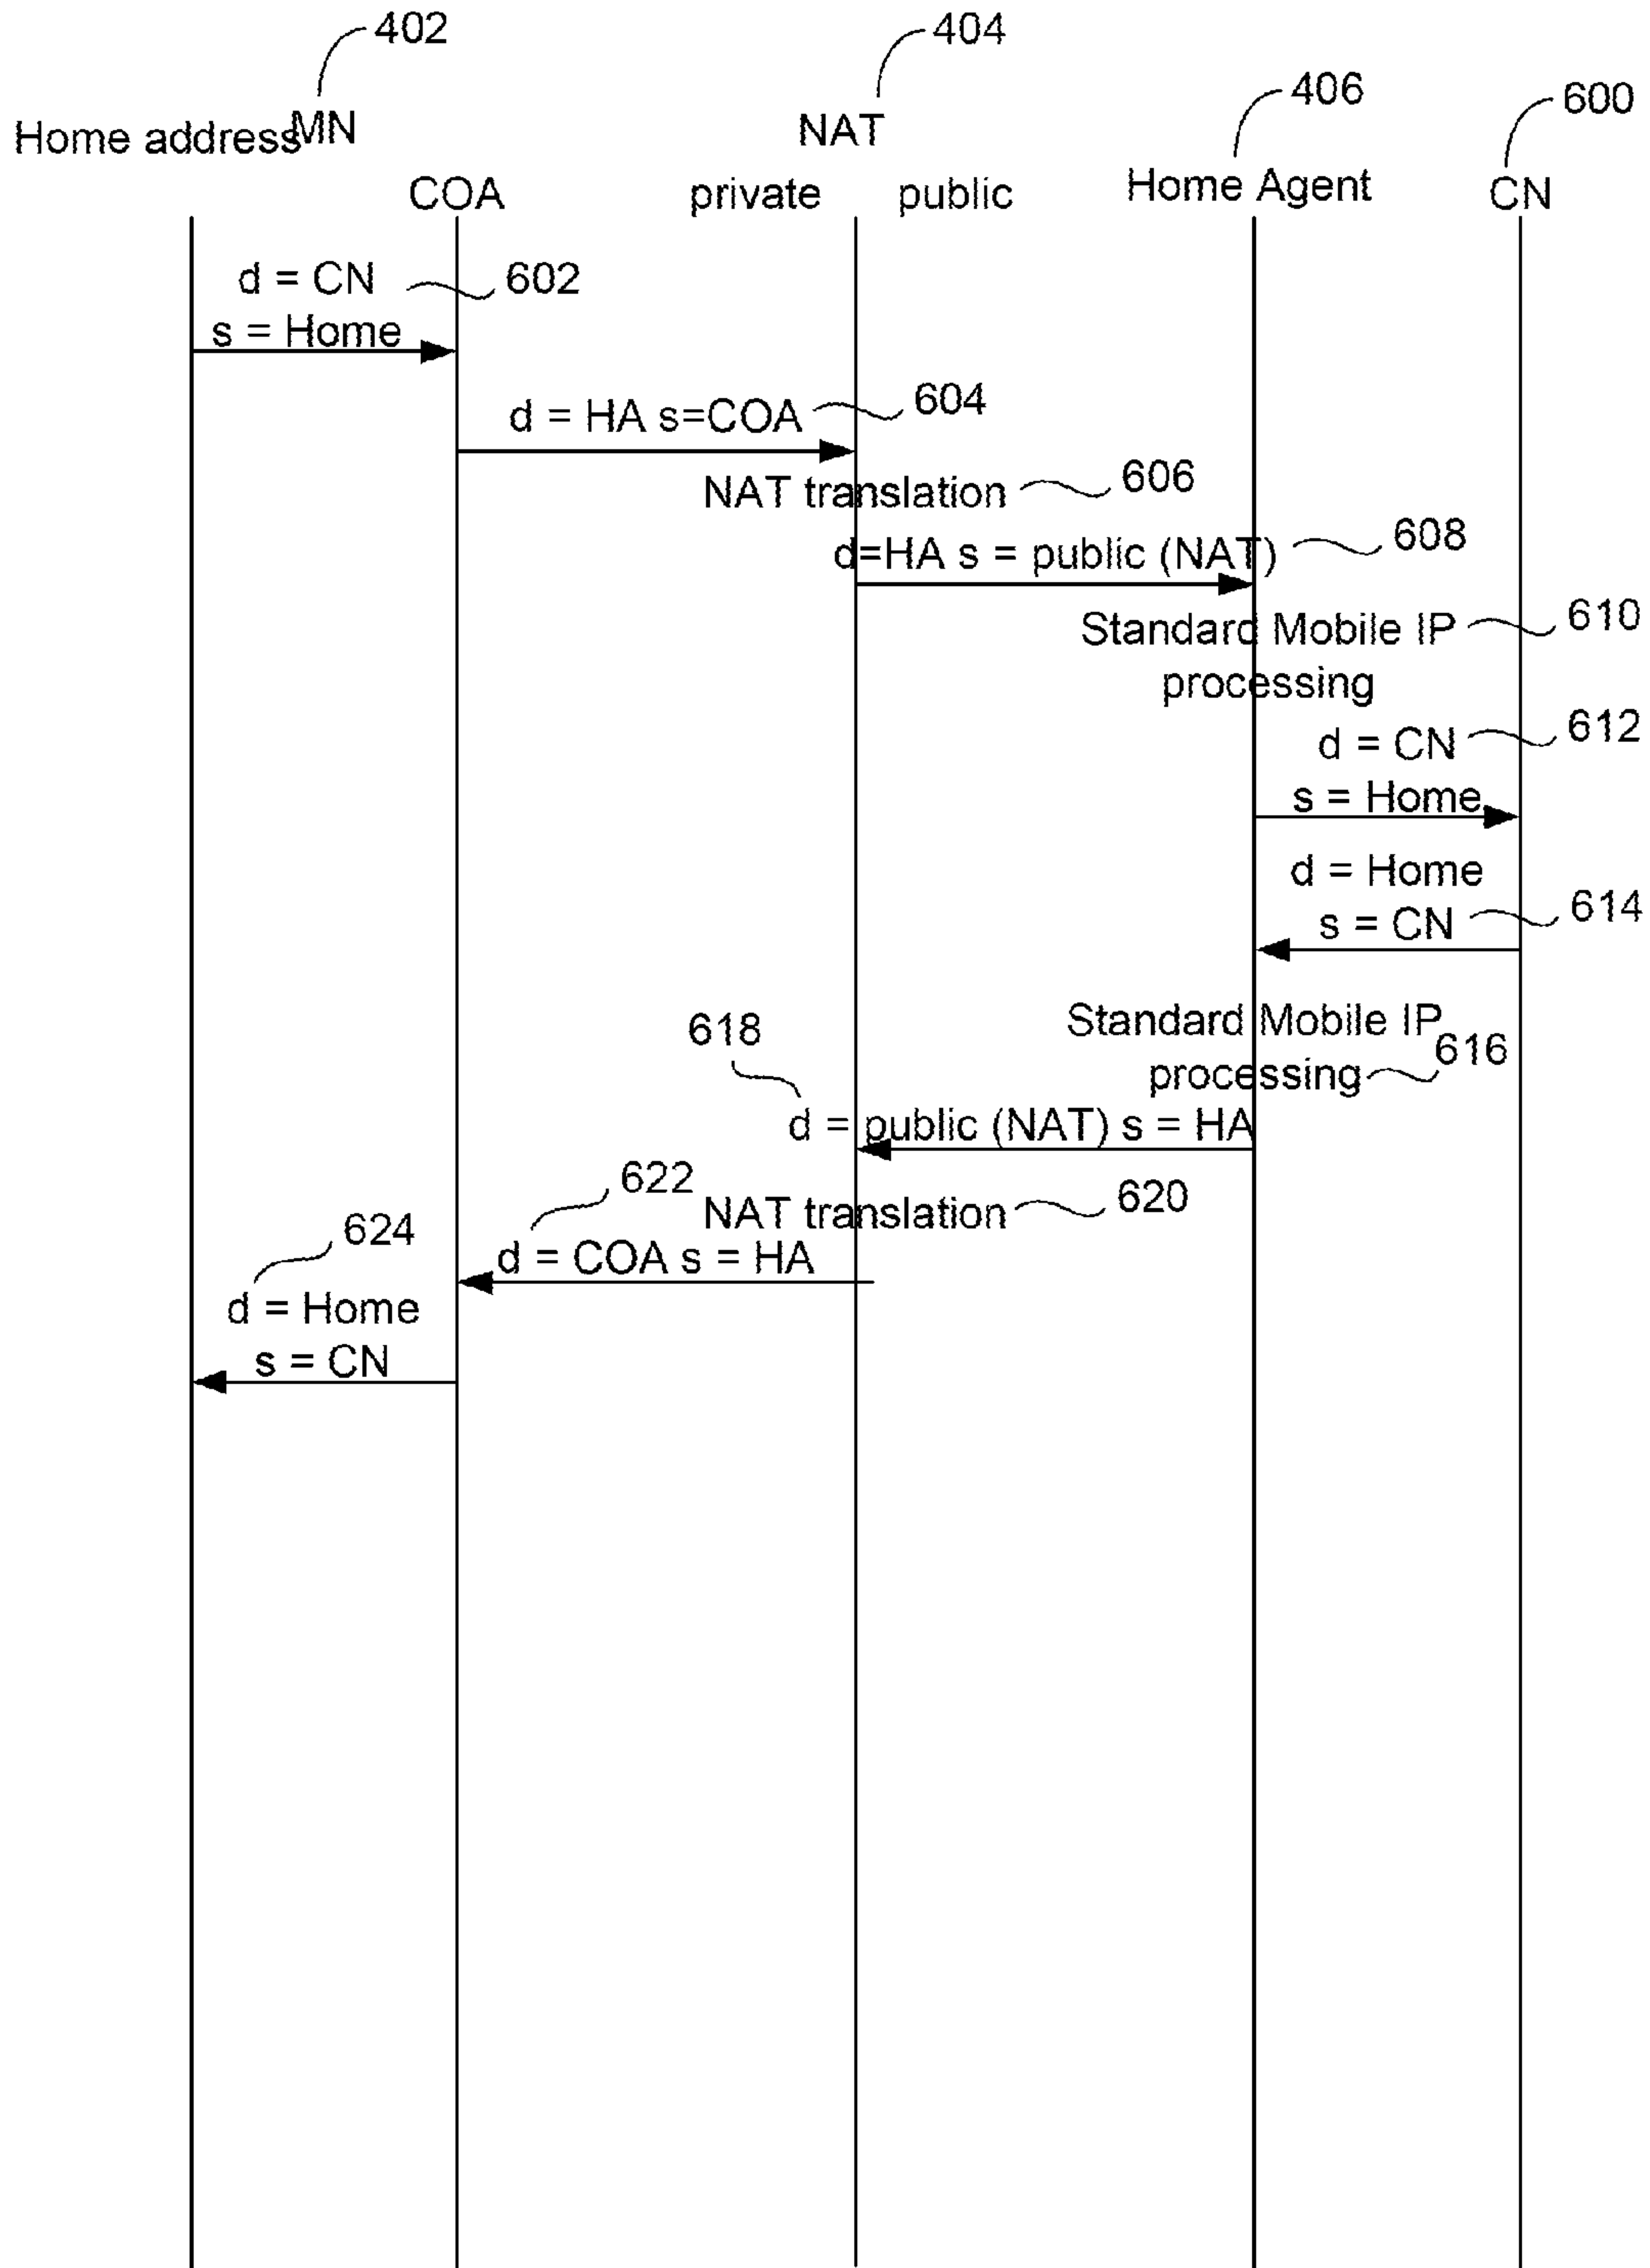 402
404
406
600
Home address
MN
NAT
COA
private
public
Home Agent
CN
d = CN
602
s = Home
d = HA s=COA
604
NAT translation
606
d=HA s = public (NAT)
608
Standard Mobile IP
610
processing
d = CN
612
s = Home
d = Home
s = CN
614
Standard Mobile IP
processing
616
618
d = public (NAT) s = HA
622
NAT translation
620
d = COA s = HA
624
d = Home
s = CN